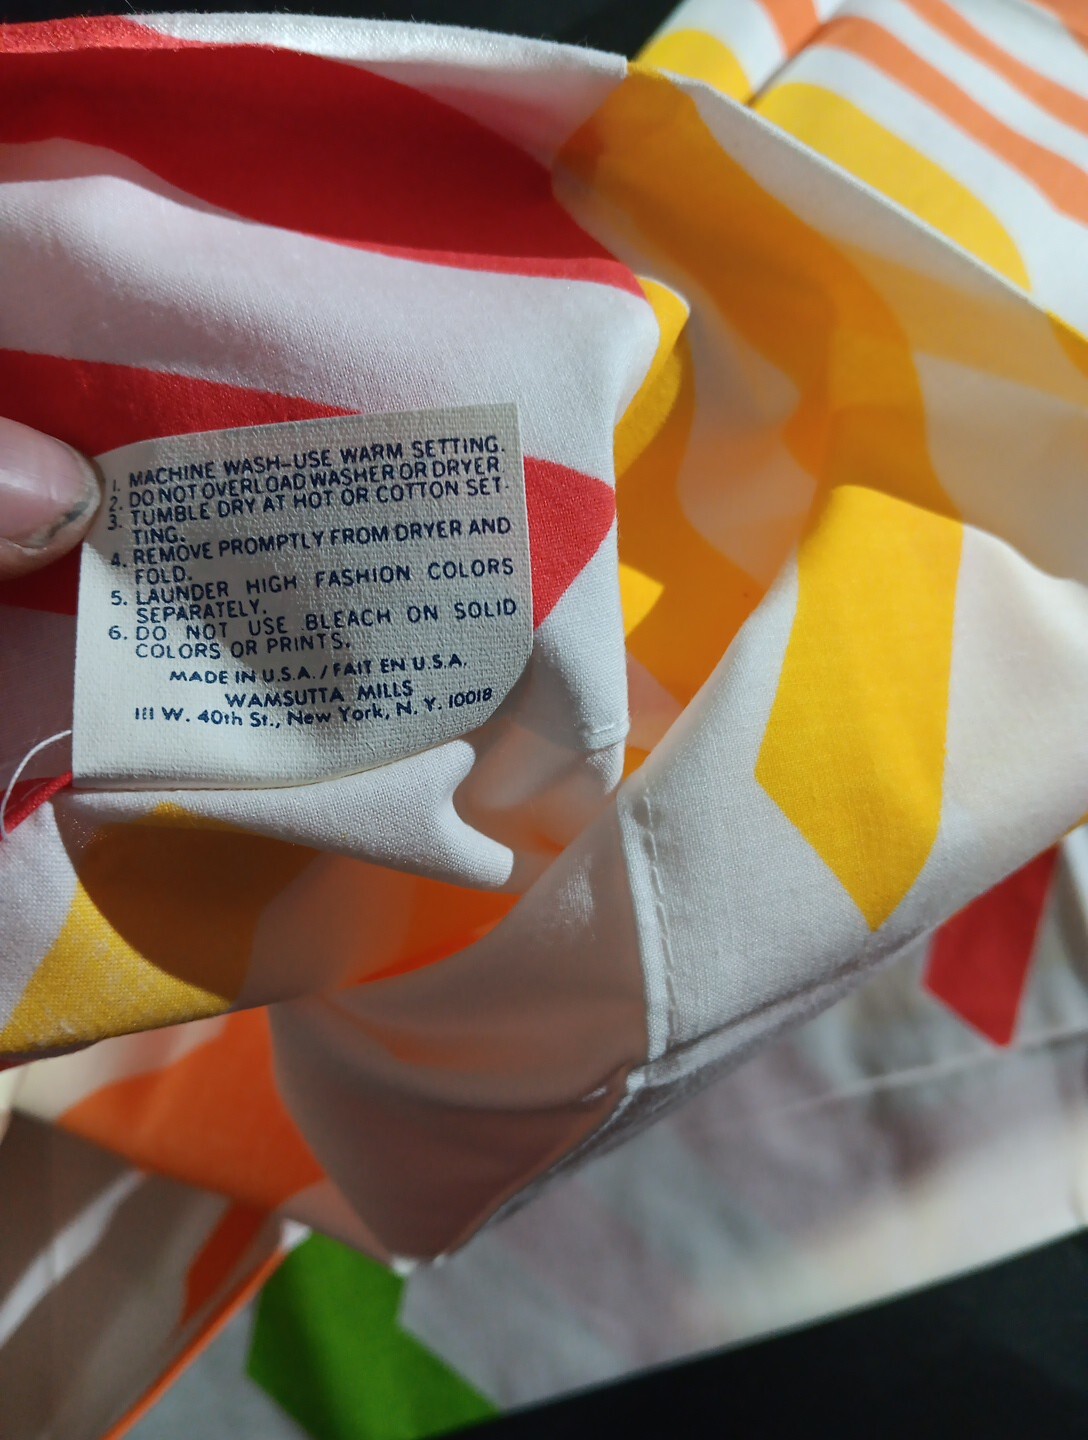 1. MACHINE WASH-USE WARM SETTING.
2. DO NOT OVERLOAD WASHER OR DRYER.
3. TUMBLE DRY AT HOT OR COTTON SET-
TING.
4. REMOVE PROMPTLY FROM DRYER AND
FOLD.
5. LAUNDER HIGH FASHION COLORS
SEPARATELY.
6. DO NOT USE BLEACH ON SOLID
COLORS OR PRINTS.
MADE IN U.S.A. / FAIT EN U.S.A.
WAMSUTTA MILLS
111 W. 40th St., New York, N. Y. 10018